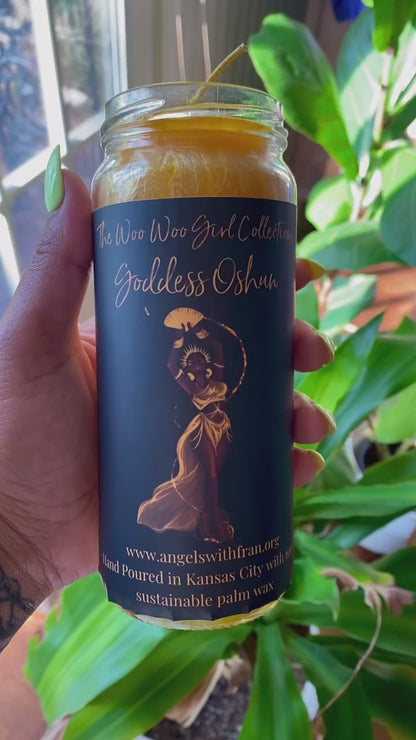 The Woo Woo Girl Collection
Goddess Oshun
www.angelswithfran.org
Hand Poured in Kansas City with
sustainable palm wax